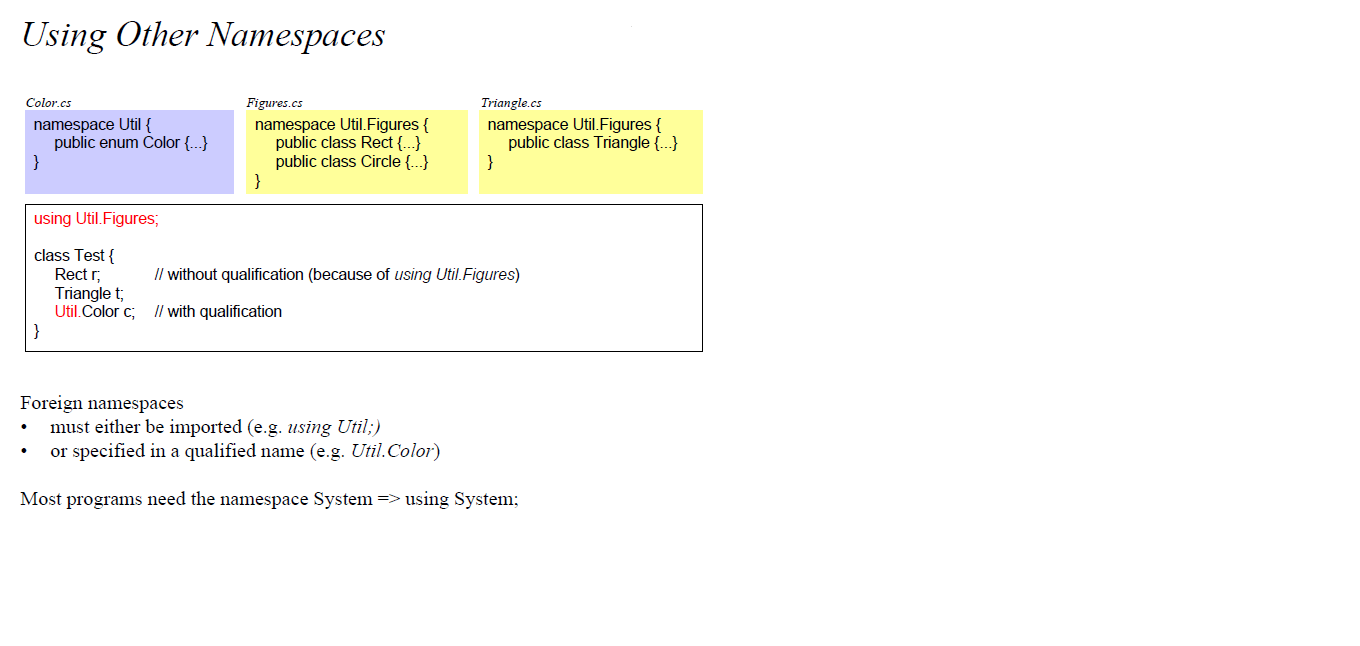 Using Other Namespaces
Color.cs
namespace Util {
public enum Color {...}
}
Figures.cs
namespace Util.Figures {
public class Rect {...}
public class Circle {...}
}
Triangle.cs
namespace Util.Figures {
public class Triangle {...}
}
using Util.Figures;
class Test {
Rect r; // without qualification (because of using Util.Figures)
Triangle t;
Util.Color c; // with qualification
}
Foreign namespaces
• must either be imported (e.g. using Util;)
• or specified in a qualified name (e.g. Util.Color)
Most programs need the namespace System => using System;